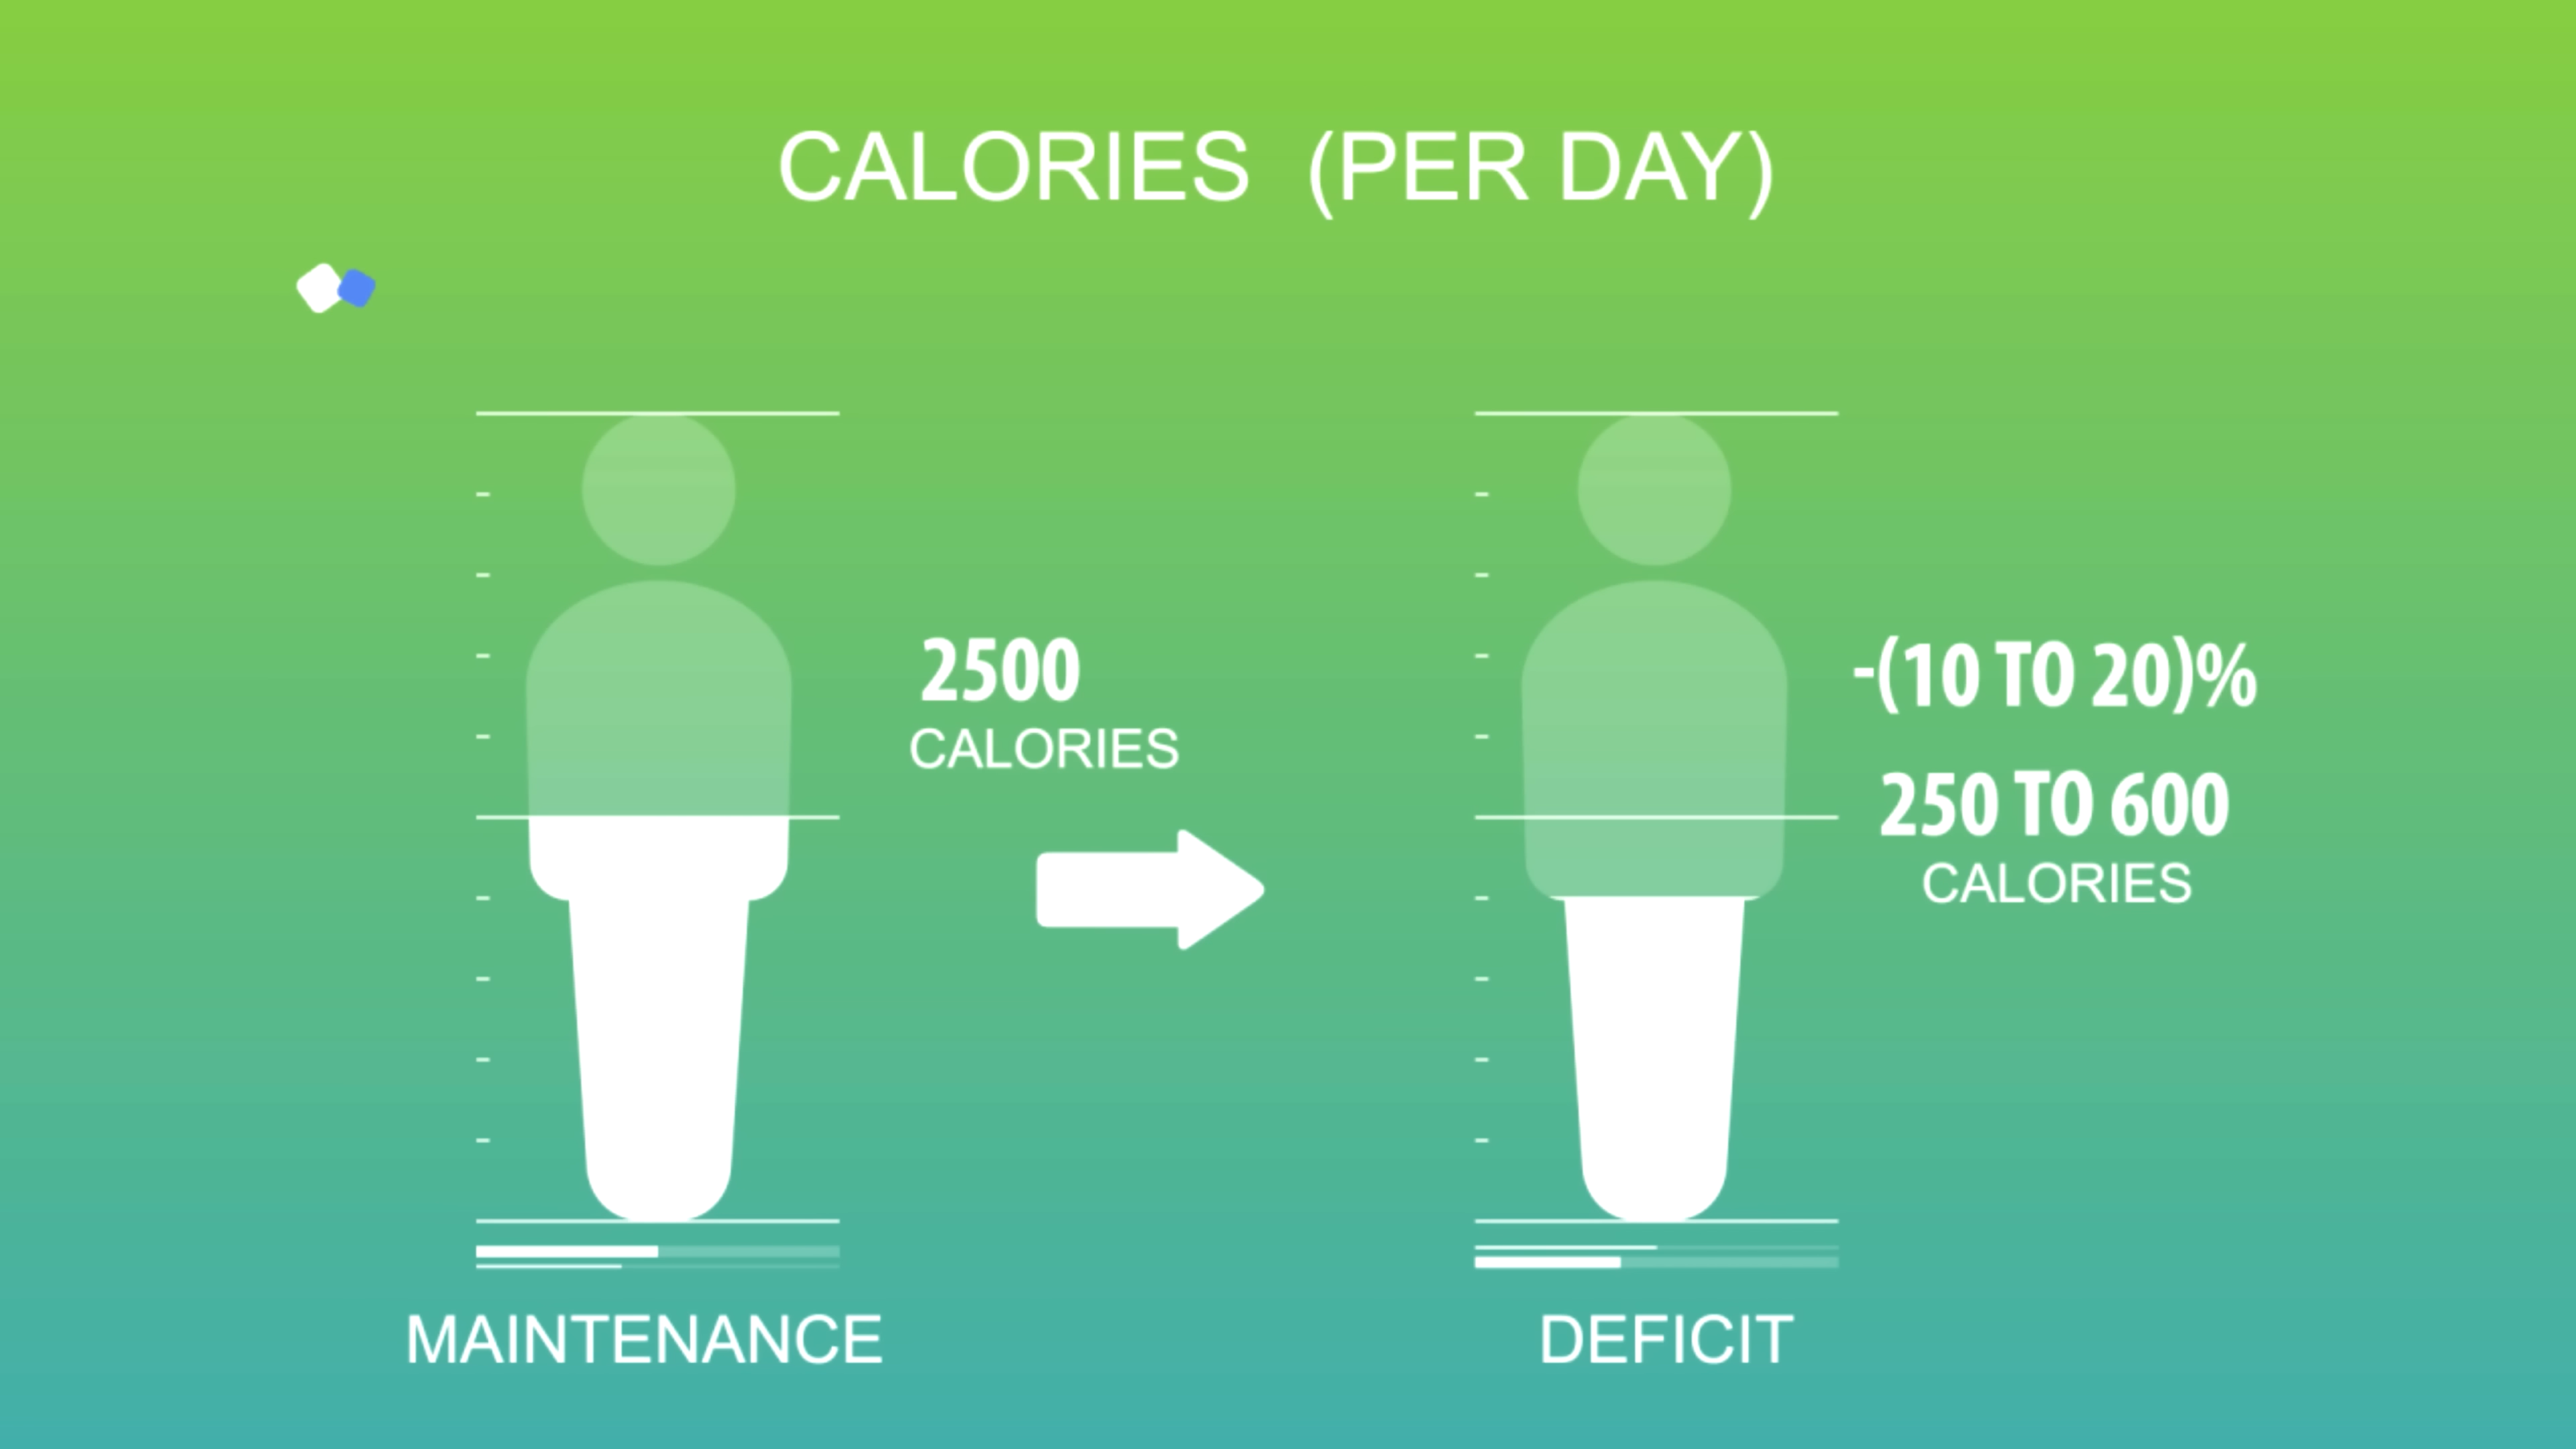 CALORIES (PER DAY)
2500
CALORIES
-(10 TO 20)%
250 TO 600
CALORIES
MAINTENANCE
DEFICIT